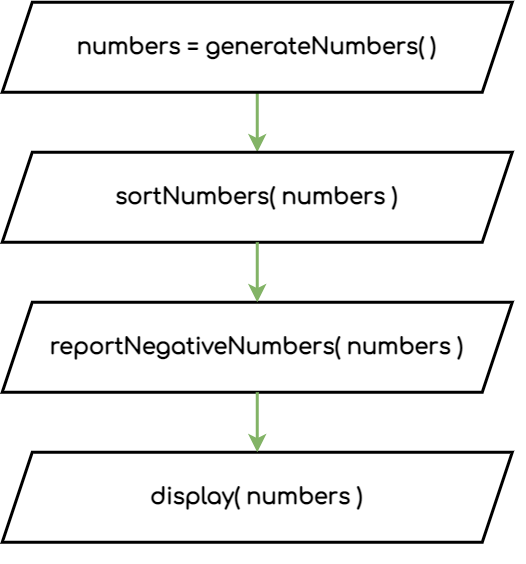 numbers = generateNumbers( )
sortNumbers( numbers )
reportNegativeNumbers( numbers )
display( numbers )